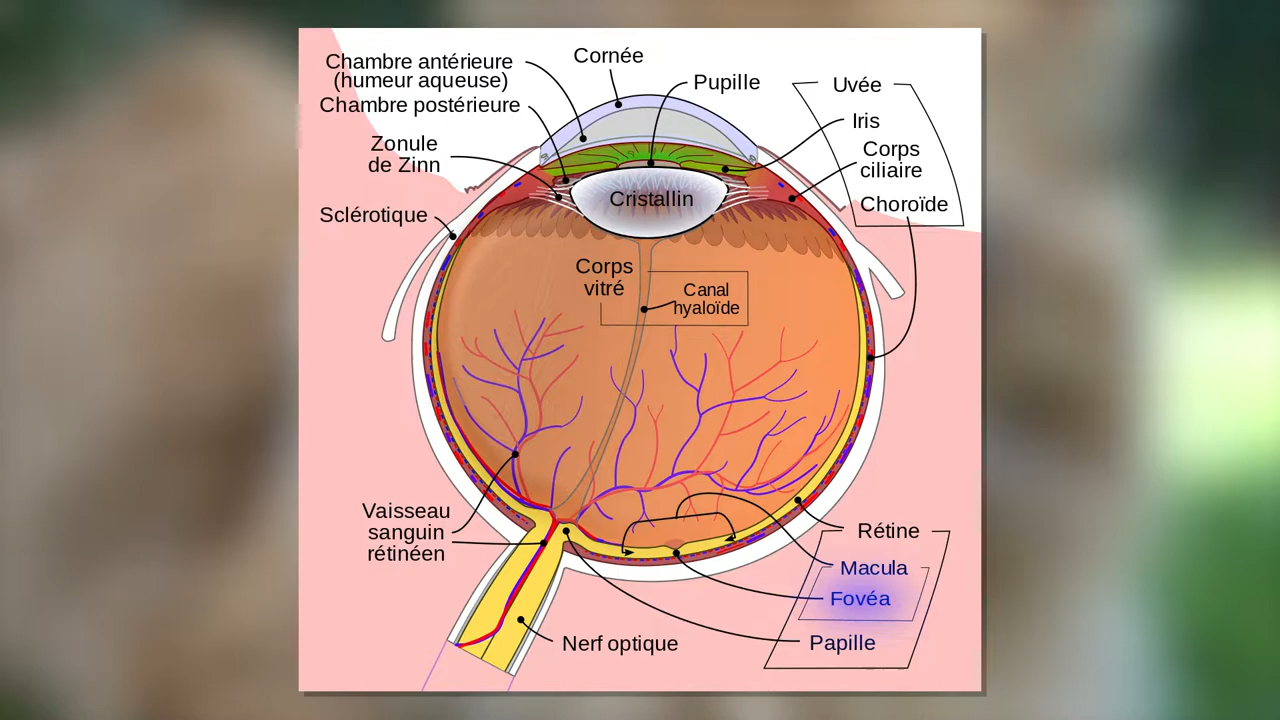 Chambre antérieure
(humeur aqueuse)
Chambre postérieure
Cornée
Pupille
Uvée
Iris
Corps
ciliaire
Choroïde
Zonule
de Zinn
Sclérotique
Cristallin
Corps
vitré
Canal
hyaloïde
Vaisseau
sanguin
rétinéen
Rétine
Macula
Fovéa
Papille
Nerf optique